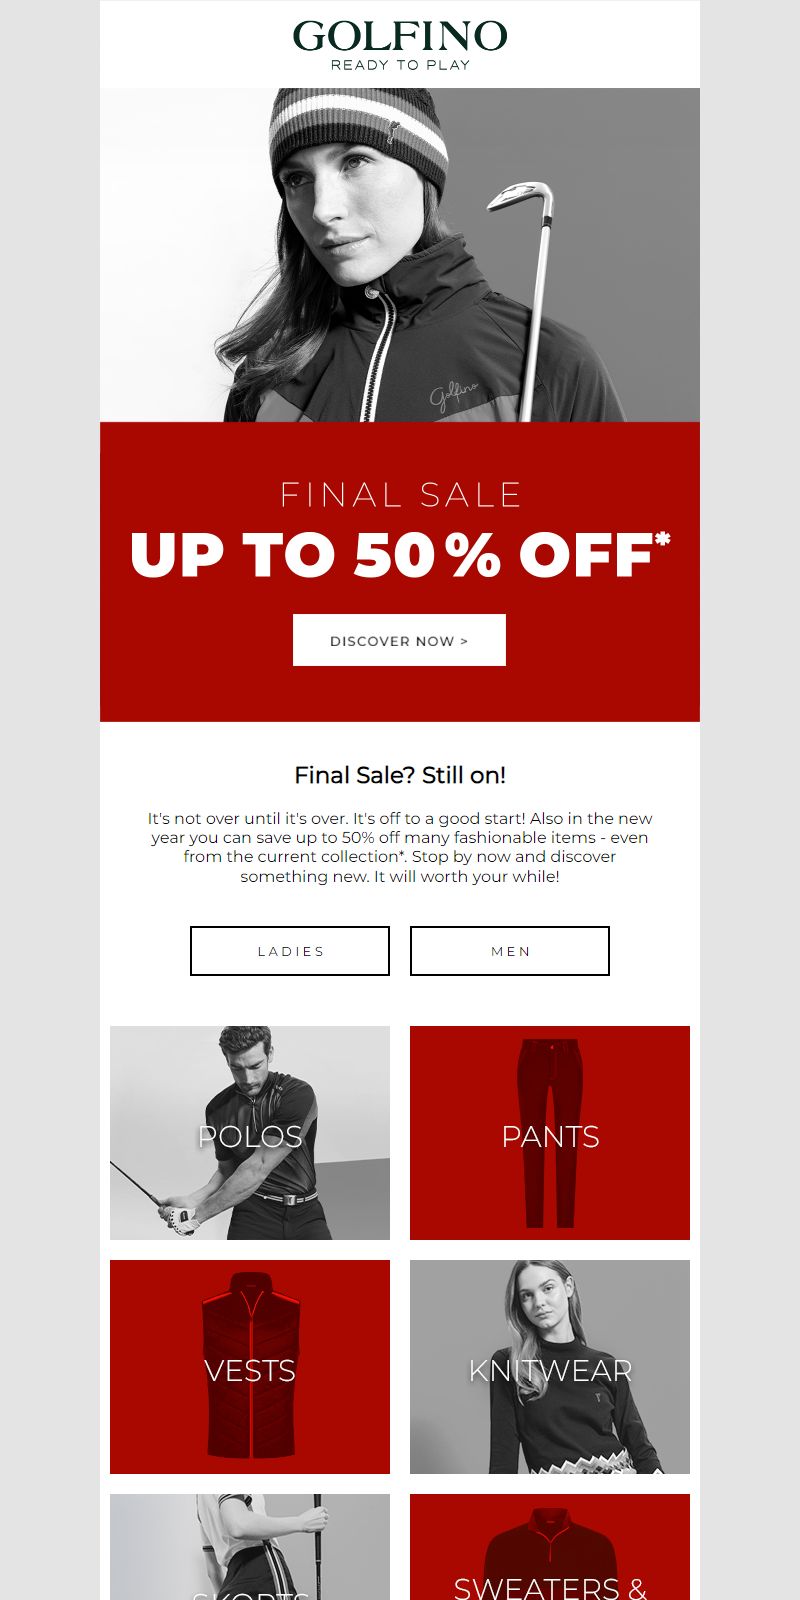 GOLFINO
READY TO PLAY
Golfino
FINAL SALE
UP TO 50% OFF*
DISCOVER NOW >
Final Sale? Still on!
It's not over until it's over. It's off to a good start! Also in the new
year you can save up to 50% off many fashionable items - even
from the current collection*. Stop by now and discover
something new. It will worth your while!
LADIES
MEN
POLOS
PANTS
VESTS
KNITWEAR
SKORTS
SWEATERS &